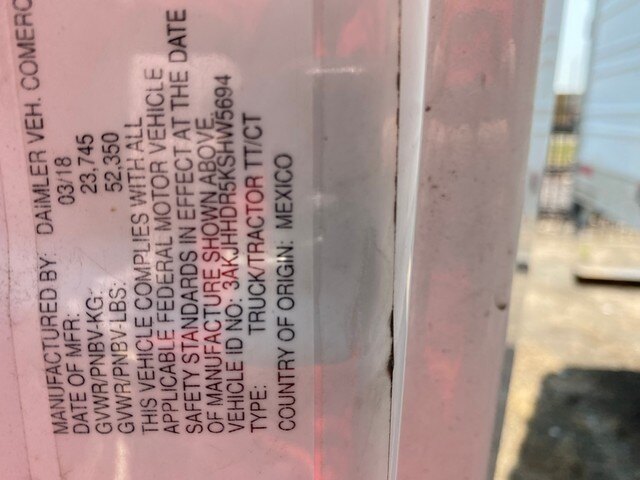 MANUFACTURED BY: DAIMLER VEH. COMERC
DATE OF MFR: 03/18
GVWR/PNBV-KG: 23,745
GVWR/PNBV-LBS: 52,350
THIS VEHICLE COMPLIES WITH ALL
APPLICABLE FEDERAL MOTOR VEHICLE
SAFETY STANDARDS IN EFFECT AT THE DATE
OF MANUFACTURE SHOWN ABOVE.
VEHICLE ID NO. 3AKJHHDR5KSHW5694
TYPE: TRUCK/TRACTOR TT/CT
COUNTRY OF ORIGIN: MEXICO